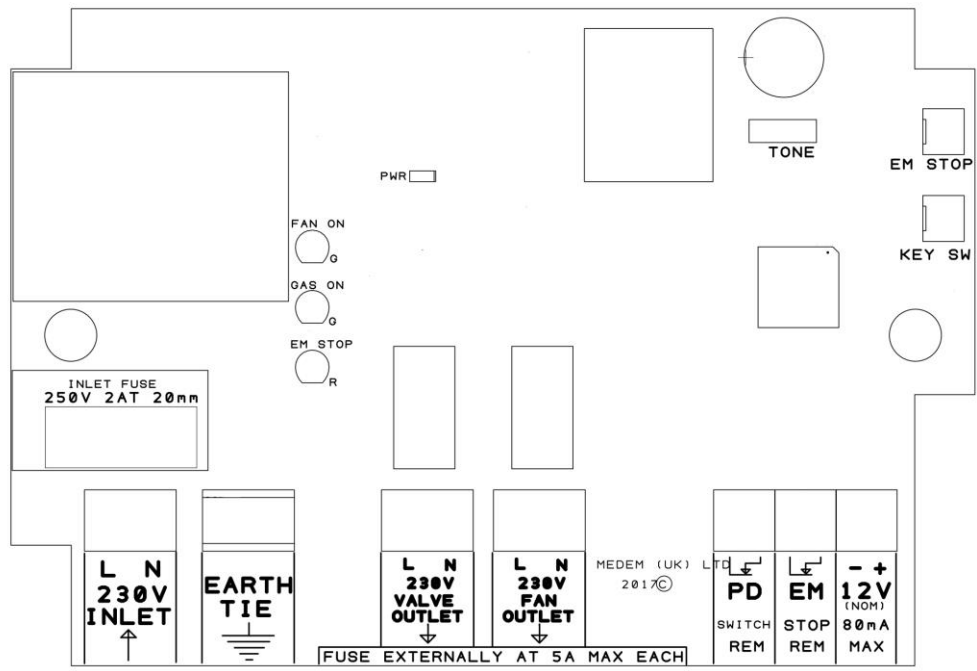 TONE
EM STOP
PWR
KEY SW
FAN ON
G
GAS ON
G
EM STOP
R
INLET FUSE
250V 2AT 20mm
L N
230V
INLET
EARTH
TIE
L N
230V
VALVE
OUTLET
L N
230V
FAN
OUTLET
MEDEM (UK) LTD
2017©
PD
SWITCH
REM
EM
STOP
REM
- +
12V
(NOM)
80mA
MAX
FUSE EXTERNALLY AT 5A MAX EACH